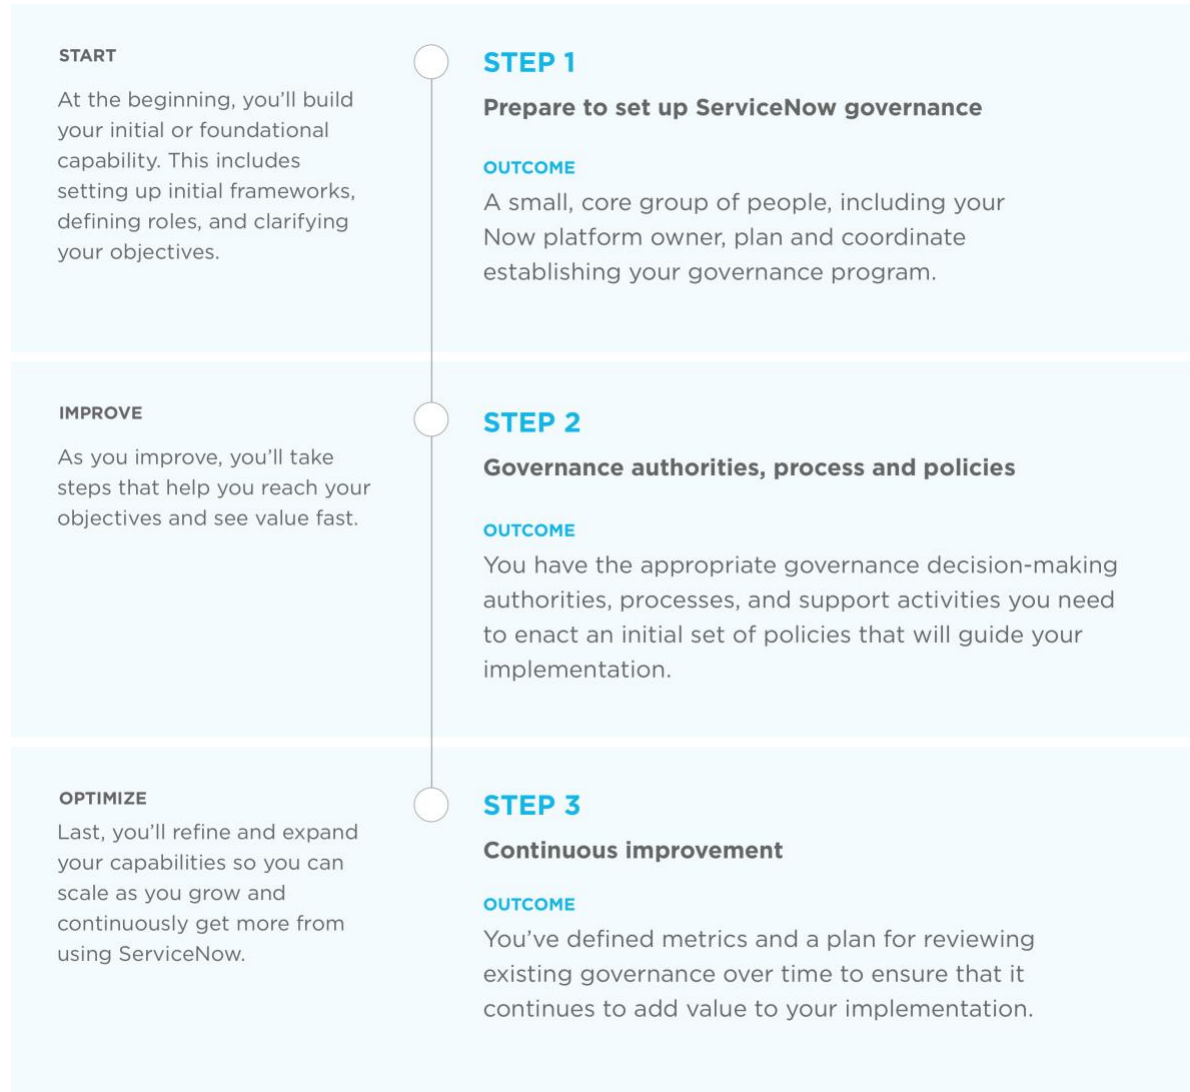 START
At the beginning, you’ll build
your initial or foundational
capability. This includes
setting up initial frameworks,
defining roles, and clarifying
your objectives.
STEP 1
Prepare to set up ServiceNow governance
OUTCOME
A small, core group of people, including your
Now platform owner, plan and coordinate
establishing your governance program.
IMPROVE
As you improve, you’ll take
steps that help you reach your
objectives and see value fast.
STEP 2
Governance authorities, process and policies
OUTCOME
You have the appropriate governance decision-making
authorities, processes, and support activities you need
to enact an initial set of policies that will guide your
implementation.
OPTIMIZE
Last, you’ll refine and expand
your capabilities so you can
scale as you grow and
continuously get more from
using ServiceNow.
STEP 3
Continuous improvement
OUTCOME
You’ve defined metrics and a plan for reviewing
existing governance over time to ensure that it
continues to add value to your implementation.